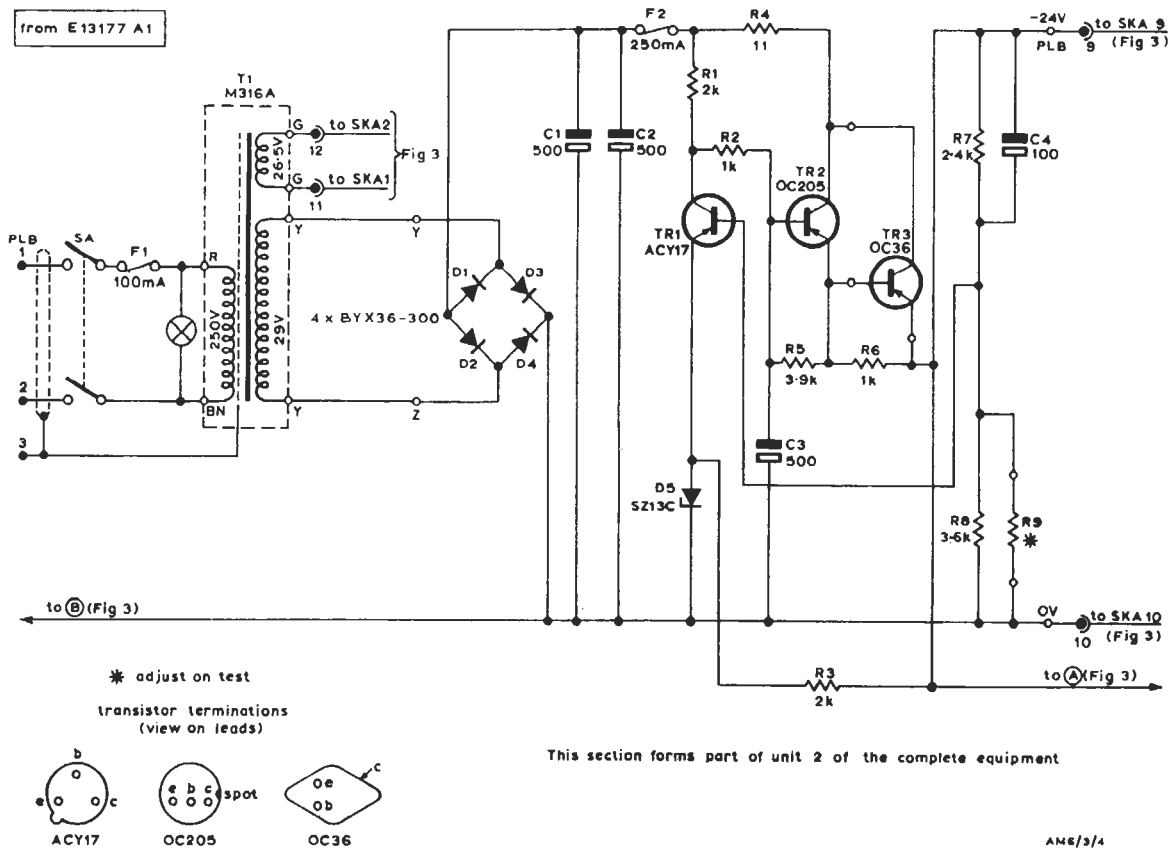 from E13177 A1
T1
M316A
G
to SKA2
12
G
to SKA1
11
Fig 3
26·5V
Y
Y
29V
250V
R
BN
Y
Z
PLB
1
2
3
SA
F1
100mA
D1
D3
D2
D4
4 x BYX36-300
C1
500
C2
500
F2
250mA
R4
11
R1
2k
R2
1k
TR1
ACY17
TR2
OC205
TR3
OC36
R5
3·9k
R6
1k
C3
500
D5
SZ13C
R7
2·4k
C4
100
R8
3·6k
R9
*
-24V
PLB
9
to SKA 9
(Fig 3)
0V
10
to SKA 10
(Fig 3)
to B (Fig 3)
R3
2k
to A (Fig 3)
* adjust on test
transistor terminations
(view on leads)
b
e
c
ACY17
e b c
spot
OC205
e
b
c
OC36
This section forms part of unit 2 of the complete equipment
AM6/3/4